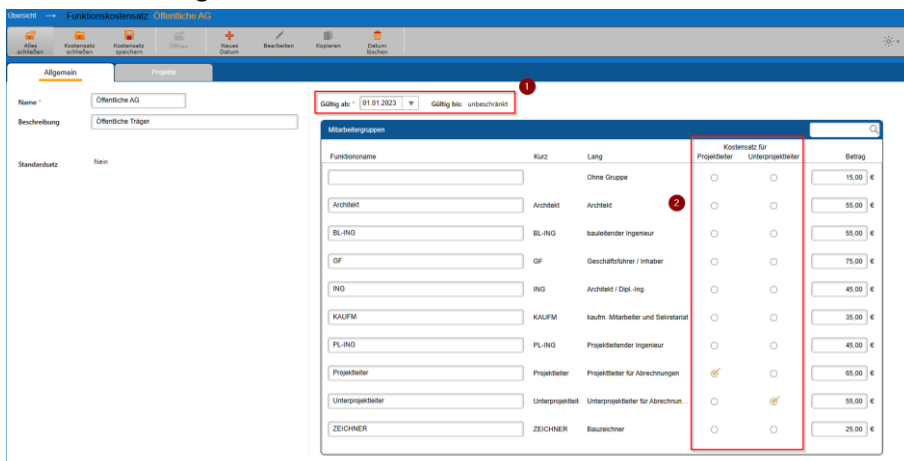 Übersicht → Funktionskostensatz: Öffentliche AG
Alles schließen
Kostensatz schließen
Kostensatz speichern
Öffnen
Neues Datum
Bearbeiten
Kopieren
Datum löschen
Allgemein Projekte
1
Name * Öffentliche AG
Gültig ab: * 01.01.2023 Gültig bis: unbeschränkt
Beschreibung Öffentliche Träger
Mitarbeitergruppen
Standardsatz Nein
Kostensatz für
Funktionsname Kurz Lang Projektleiter Unterprojektleiter Betrag
Ohne Gruppe 15,00 €
2
Architekt Architekt Architekt 55,00 €
BL-ING BL-ING bauleitender Ingenieur 55,00 €
GF GF Geschäftsführer / Inhaber 75,00 €
ING ING Architekt / Dipl.-Ing. 45,00 €
KAUFM KAUFM kaufm. Mitarbeiter und Sekretariat 35,00 €
PL-ING PL-ING Projektleitender Ingenieur 45,00 €
Projektleiter Projektleiter Projektleiter für Abrechnungen 65,00 €
Unterprojektleiter Unterprojektleit Unterprojektleiter für Abrechnun... 55,00 €
ZEICHNER ZEICHNER Bauzeichner 25,00 €